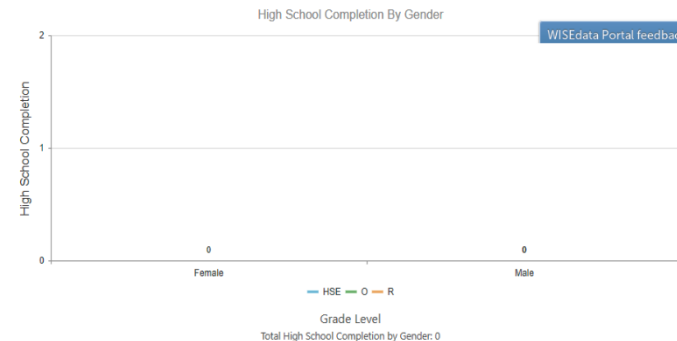 High School Completion By Gender
WISEdata Portal feedbac
2
High School Completion
1
0 0
0
Female Male
HSE O R
Grade Level
Total High School Completion by Gender: 0